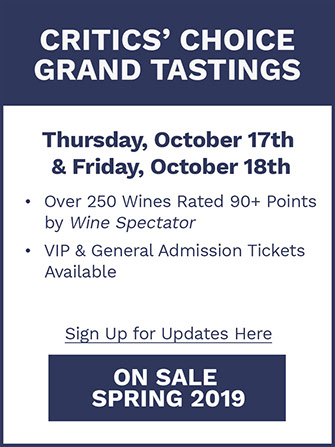 CRITICS’ CHOICE
GRAND TASTINGS
Thursday, October 17th
& Friday, October 18th
• Over 250 Wines Rated 90+ Points
by Wine Spectator
• VIP & General Admission Tickets
Available
Sign Up for Updates Here
ON SALE
SPRING 2019